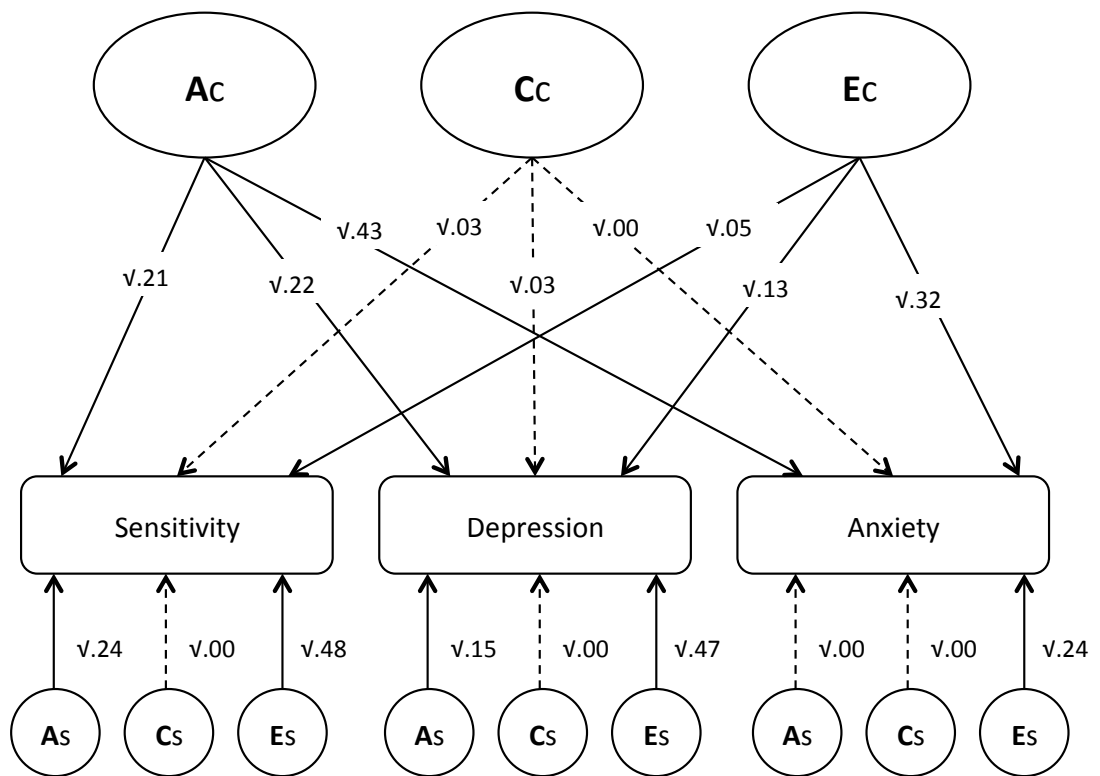 Ac Cc Ec
√.43 √.03 √.00 √.05
√.21 √.22 √.03 √.13 √.32
Sensitivity Depression Anxiety
√.24 √.00 √.48 √.15 √.00 √.47 √.00 √.00 √.24
As Cs Es As Cs Es As Cs Es